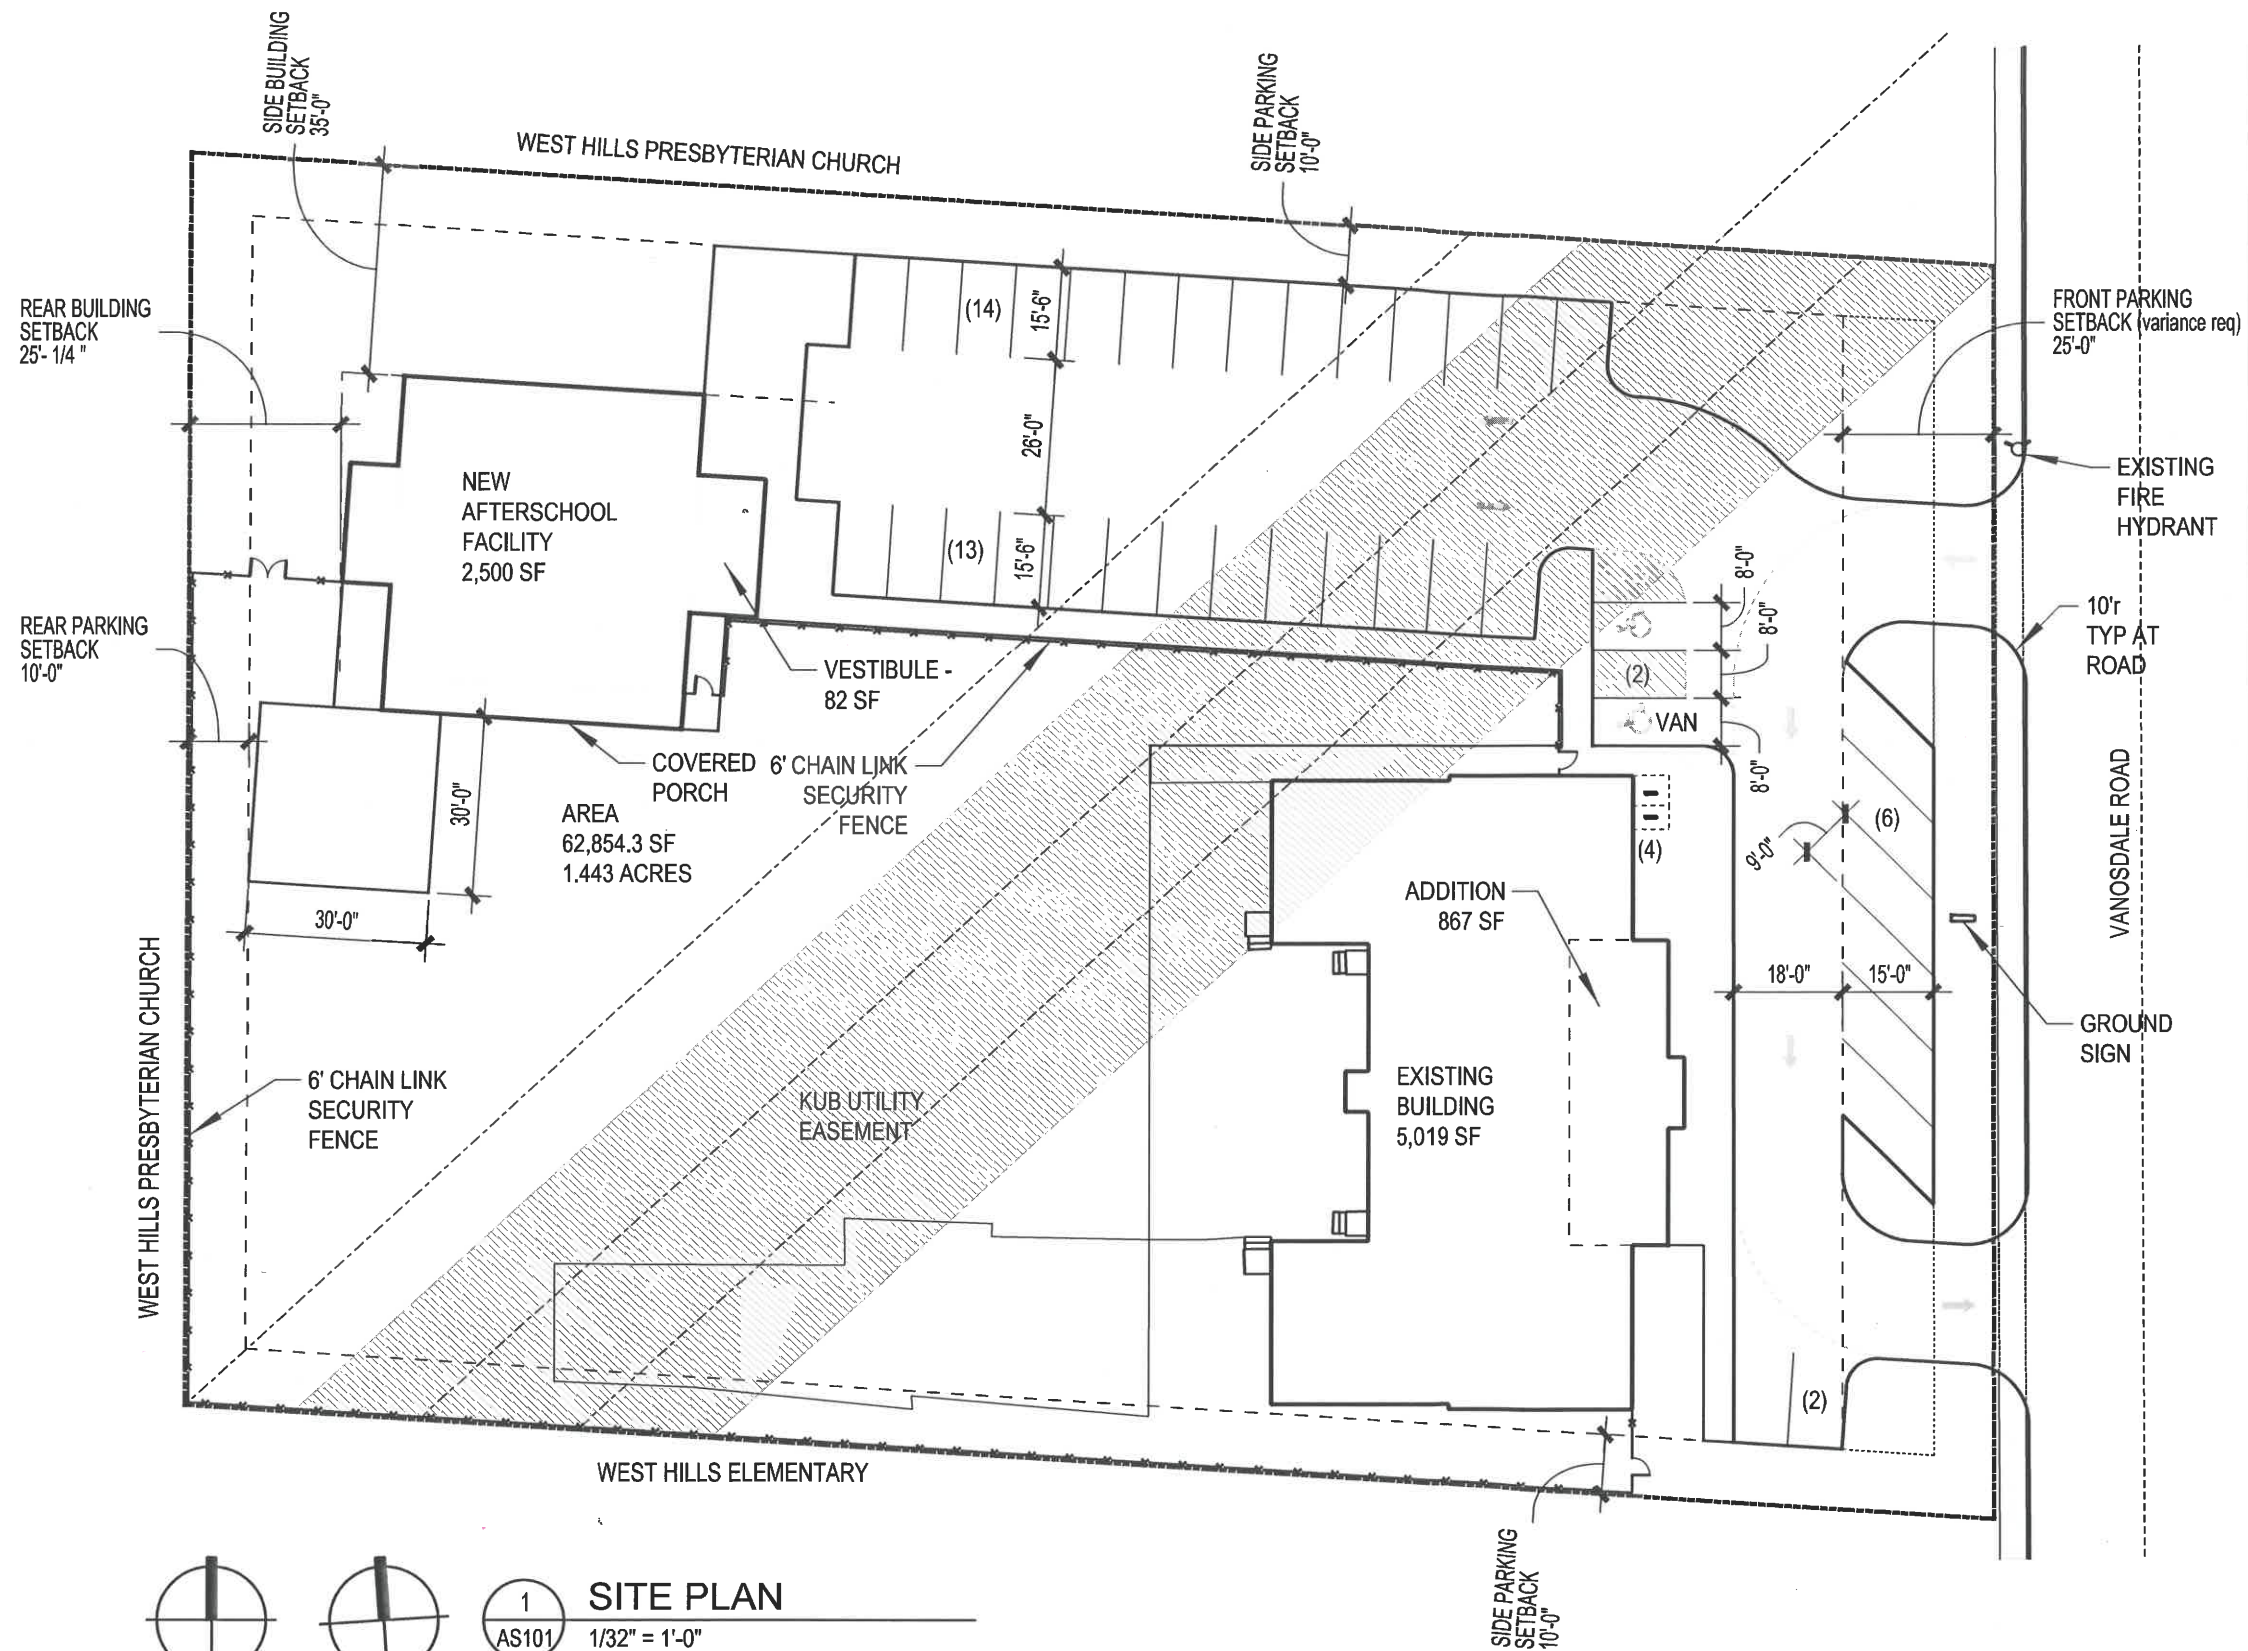 SIDE BUILDING
SETBACK
35'-0"
WEST HILLS PRESBYTERIAN CHURCH
SIDE PARKING
SETBACK
10'-0"
REAR BUILDING
SETBACK
25'- 1/4 "
(14)
15'-6"
FRONT PARKING
SETBACK (variance req)
25'-0"
26'-0"
EXISTING
FIRE
HYDRANT
NEW
AFTERSCHOOL
FACILITY
2,500 SF
(13)
15'-6"
8'-0"
8'-0"
8'-0"
(2)
VAN
10'r
TYP AT
ROAD
REAR PARKING
SETBACK
10'-0"
VESTIBULE -
82 SF
COVERED
PORCH
6' CHAIN LINK
SECURITY
FENCE
30'-0"
30'-0"
AREA
62,854.3 SF
1.443 ACRES
(4)
9'-0"
(6)
VANOSDALE ROAD
ADDITION
867 SF
18'-0"
15'-0"
GROUND
SIGN
WEST HILLS PRESBYTERIAN CHURCH
6' CHAIN LINK
SECURITY
FENCE
KUB UTILITY
EASEMENT
EXISTING
BUILDING
5,019 SF
(2)
WEST HILLS ELEMENTARY
SIDE PARKING
SETBACK
10'-0"
1
AS101
SITE PLAN
1/32" = 1'-0"